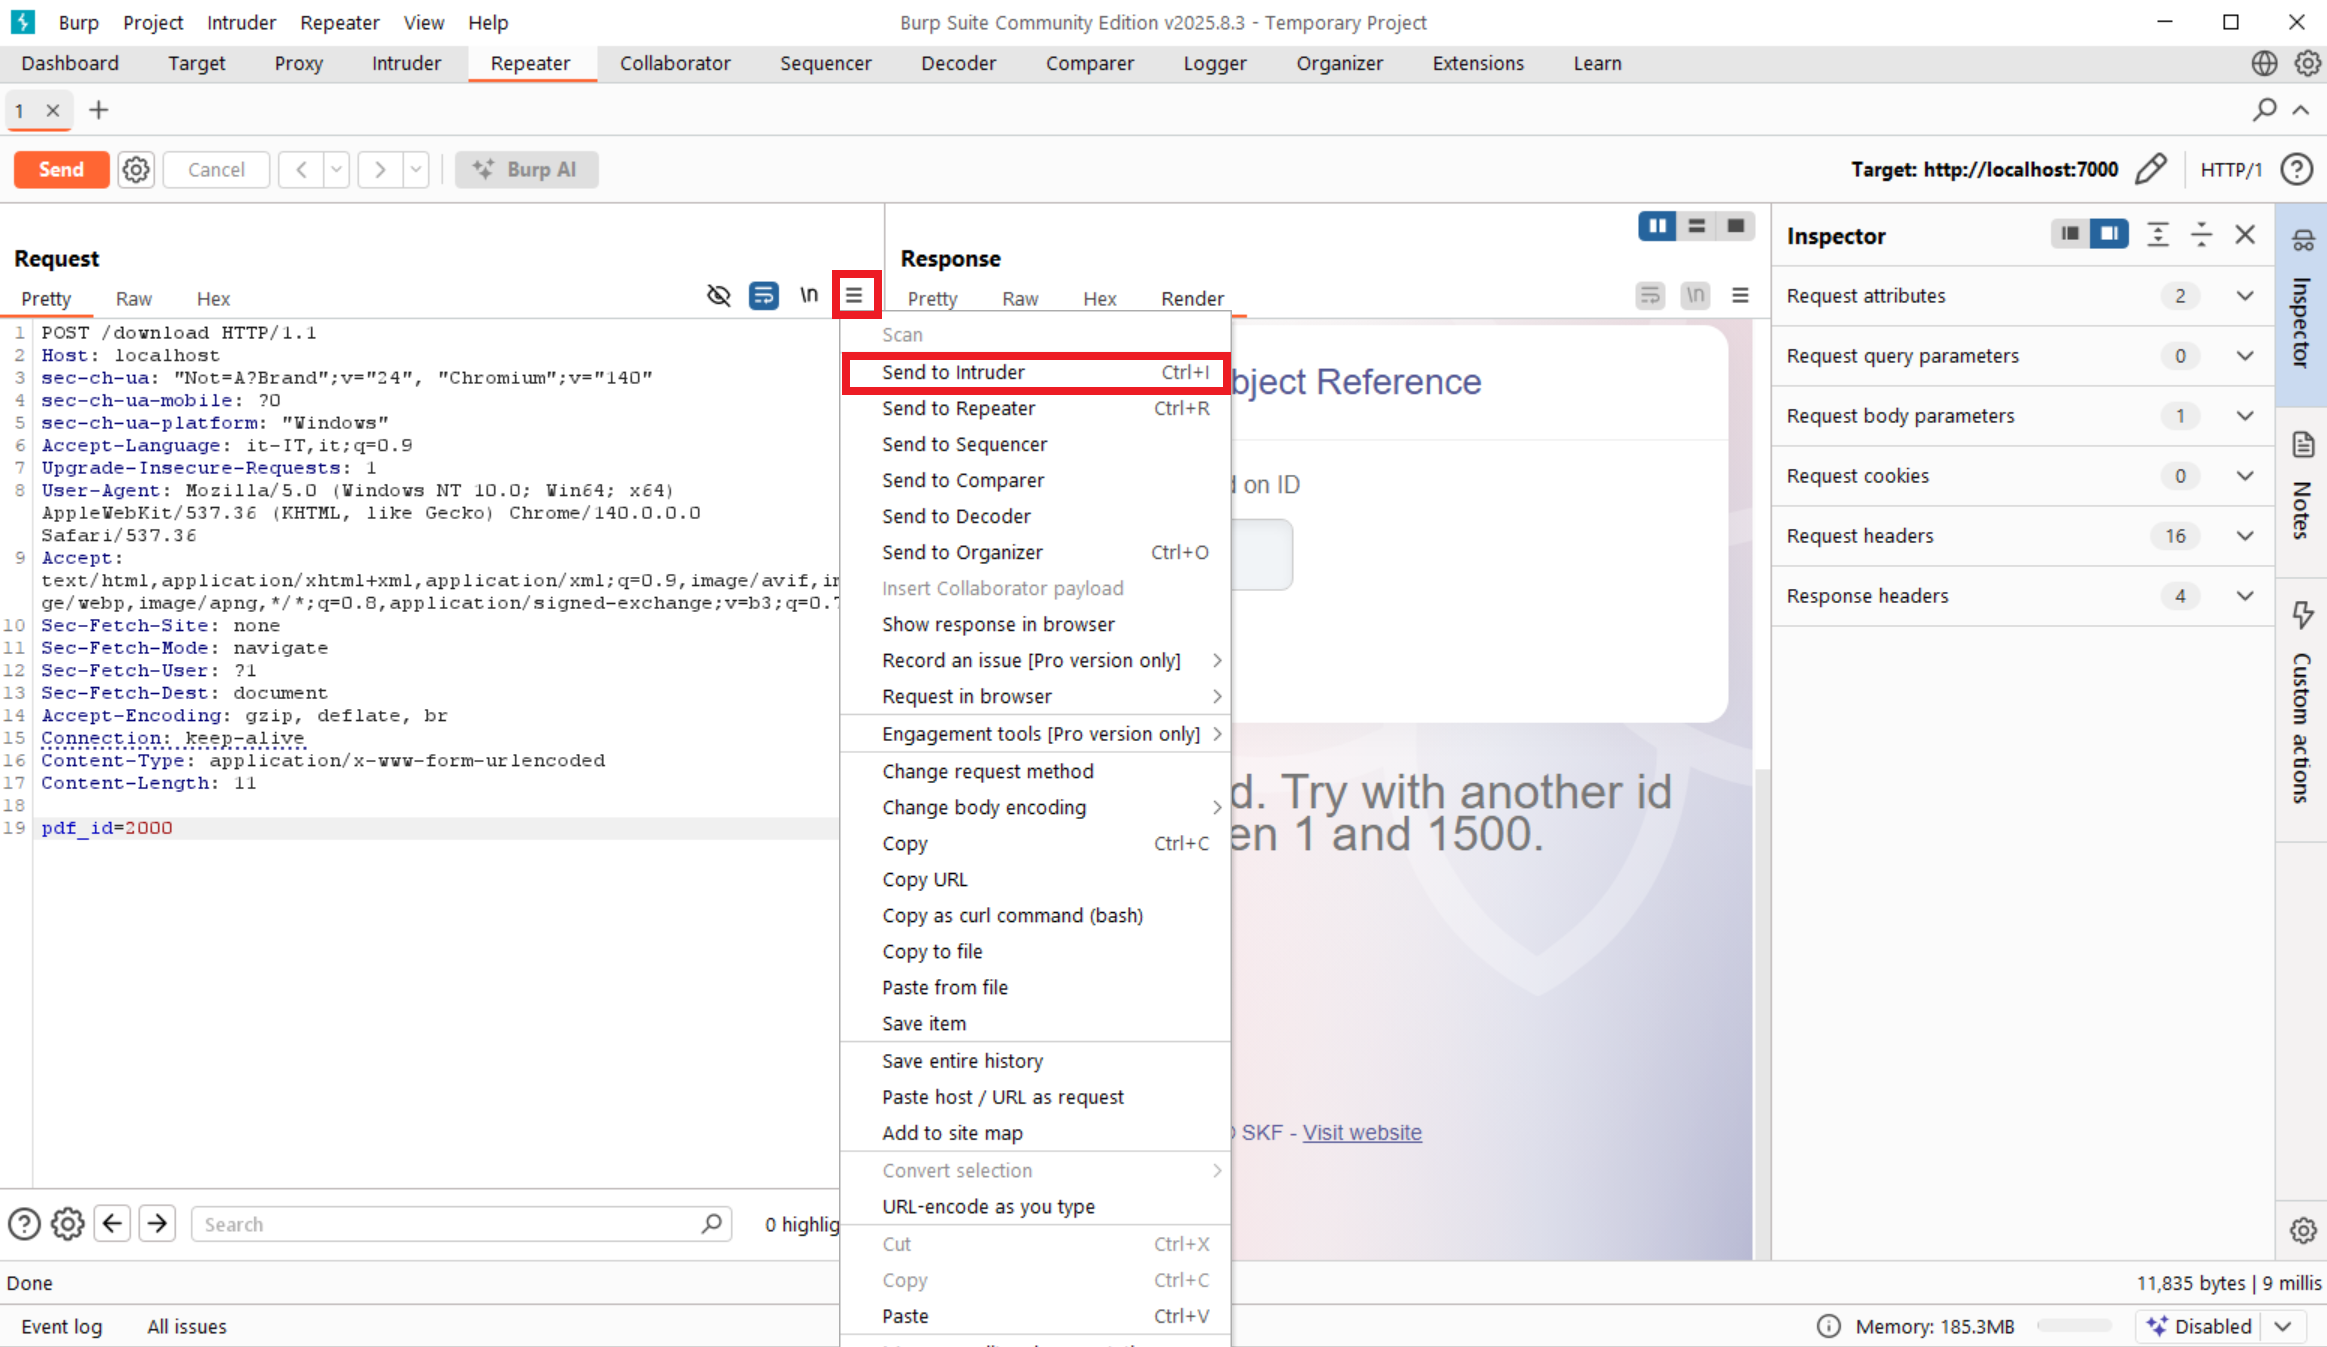 Burp Project Intruder Repeater View Help
Burp Suite Community Edition v2025.8.3 - Temporary Project
Dashboard Target Proxy Intruder Repeater Collaborator Sequencer Decoder Comparer Logger Organizer Extensions Learn
1
Send Cancel Burp AI
Target: http://localhost:7000 HTTP/1
Request
Pretty Raw Hex
\n
1 POST /download HTTP/1.1
2 Host: localhost
3 sec-ch-ua: "Not=A?Brand";v="24", "Chromium";v="140"
4 sec-ch-ua-mobile: ?0
5 sec-ch-ua-platform: "Windows"
6 Accept-Language: it-IT,it;q=0.9
7 Upgrade-Insecure-Requests: 1
8 User-Agent: Mozilla/5.0 (Windows NT 10.0; Win64; x64)
AppleWebKit/537.36 (KHTML, like Gecko) Chrome/140.0.0.0
Safari/537.36
9 Accept:
text/html,application/xhtml+xml,application/xml;q=0.9,image/avif,
ge/webp,image/apng,*/*;q=0.8,application/signed-exchange;v=b3;q=0.7
10 Sec-Fetch-Site: none
11 Sec-Fetch-Mode: navigate
12 Sec-Fetch-User: ?1
13 Sec-Fetch-Dest: document
14 Accept-Encoding: gzip, deflate, br
15 Connection: keep-alive
16 Content-Type: application/x-www-form-urlencoded
17 Content-Length: 11
18
19 pdf_id=2000
Search
0 highlig
Scan
Send to Intruder Ctrl+I
Send to Repeater Ctrl+R
Send to Sequencer
Send to Comparer
Send to Decoder
Send to Organizer Ctrl+O
Insert Collaborator payload
Show response in browser
Record an issue [Pro version only]
Request in browser
Engagement tools [Pro version only]
Change request method
Change body encoding
Copy Ctrl+C
Copy URL
Copy as curl command (bash)
Copy to file
Paste from file
Save item
Save entire history
Paste host / URL as request
Add to site map
Convert selection
URL-encode as you type
Cut Ctrl+X
Copy Ctrl+C
Paste Ctrl+V
Response
Pretty Raw Hex Render
\n
bject Reference
d on ID
d. Try with another id
en 1 and 1500.
SKF - Visit website
Inspector
Request attributes 2
Request query parameters 0
Request body parameters 1
Request cookies 0
Request headers 16
Response headers 4
Inspector
Notes
Custom actions
Done
11,835 bytes | 9 millis
Event log All issues
Memory: 185.3MB
Disabled